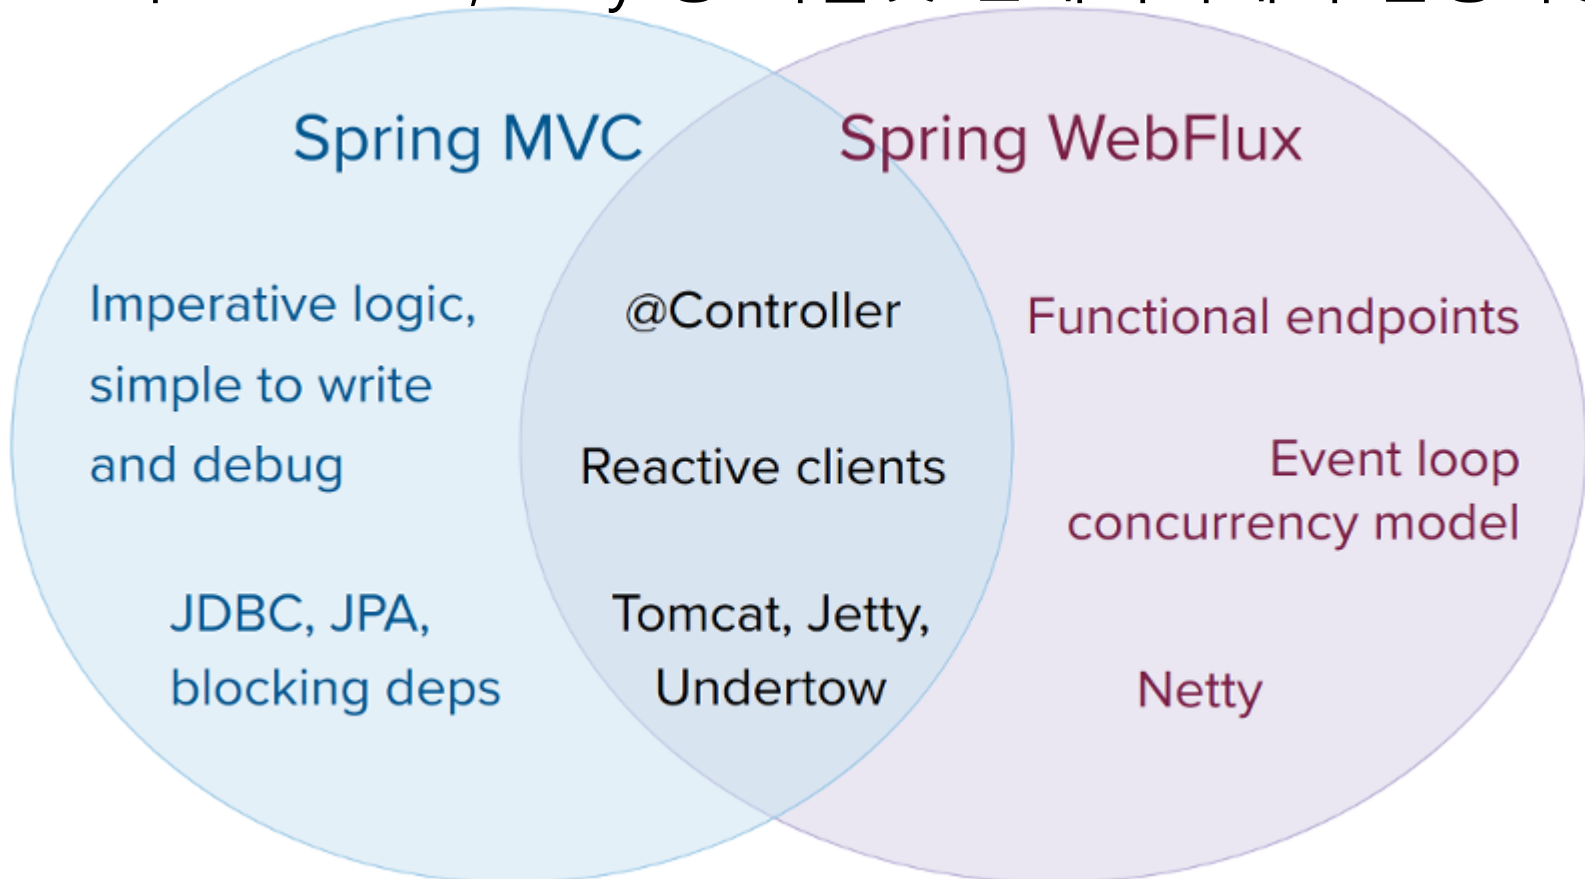 Spring MVC
Spring WebFlux
Imperative logic,
simple to write
and debug
JDBC, JPA,
blocking deps
@Controller
Reactive clients
Tomcat, Jetty,
Undertow
Functional endpoints
Event loop
concurrency model
Netty